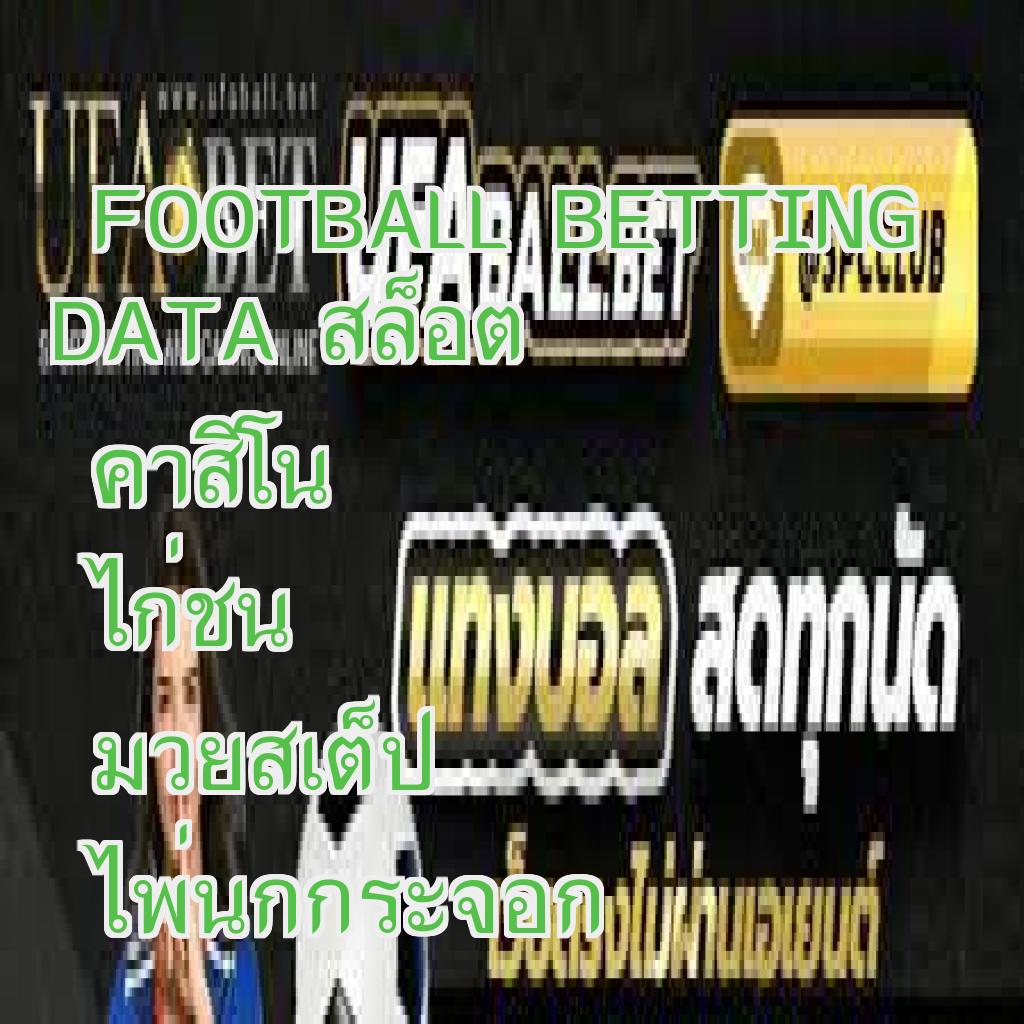 www.ufaball.bet
UFABET
UFABALL.BET
@SPCCLUB
FOOTBALL BETTING
DATA สล็อต
คาสิโน
ไก่ชน
มวยสเต็ป
ไพ่นกกระจอก
แทงบอล สดทุกนัด
เว็บตรงไม่ผ่านเอเยนต์